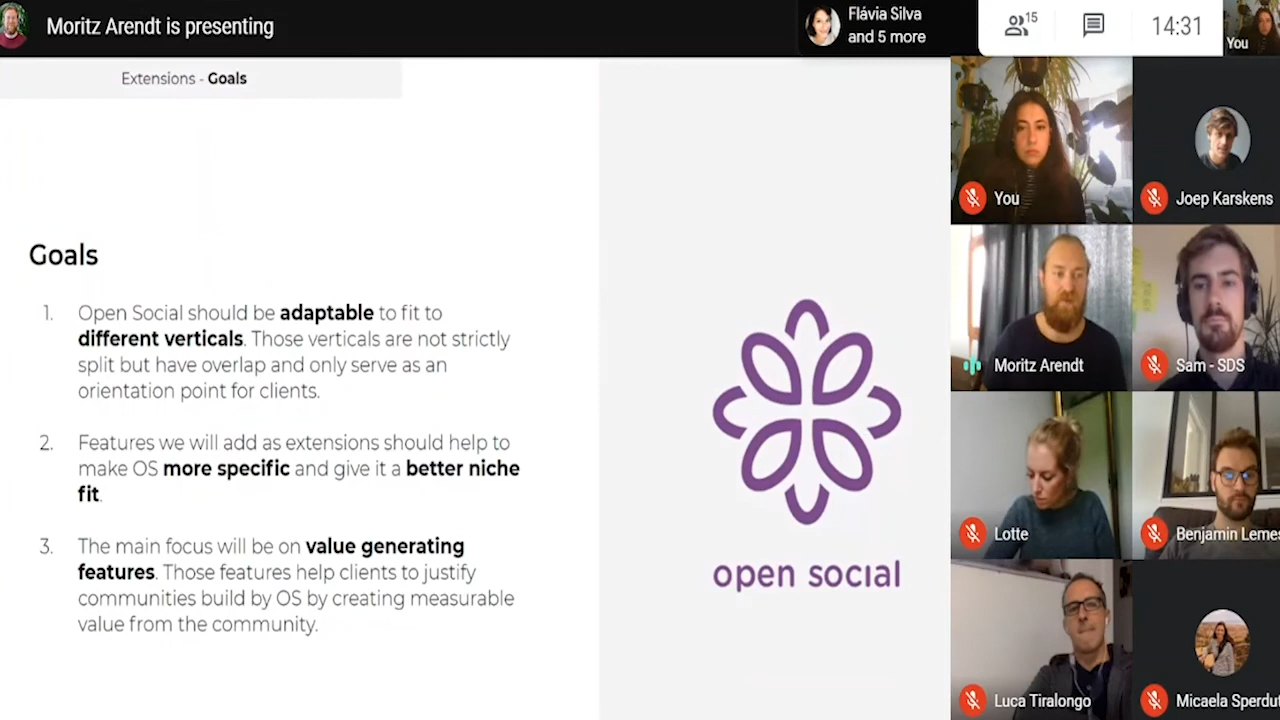 Moritz Arendt is presenting
Flávia Silva
and 5 more
15
14:31
You
Extensions - Goals
Goals
1. Open Social should be adaptable to fit to
different verticals. Those verticals are not strictly
split but have overlap and only serve as an
orientation point for clients.
2. Features we will add as extensions should help to
make OS more specific and give it a better niche
fit.
3. The main focus will be on value generating
features. Those features help clients to justify
communities build by OS by creating measurable
value from the community.
open social
You
Joep Karskens
Moritz Arendt
Sam - SDS
Lotte
Benjamin Lemes
Luca Tiralongo
Micaela Sperdut